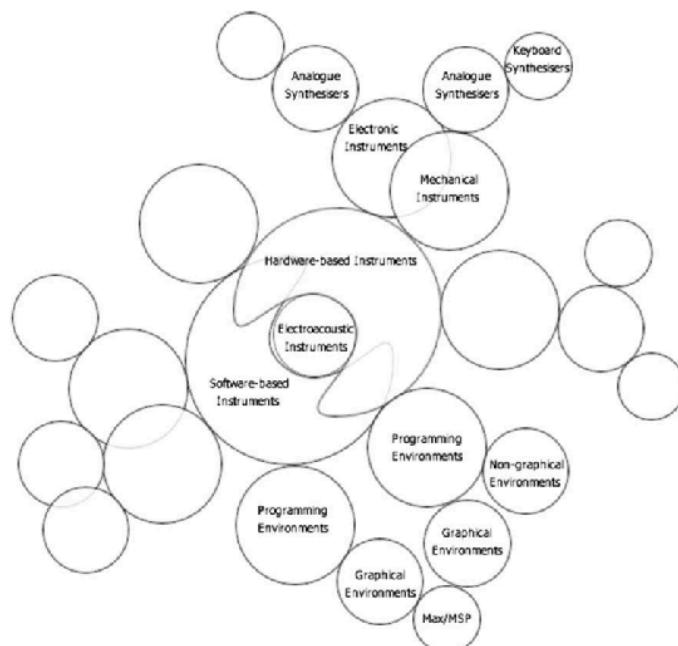 Keyboard
Synthesisers
Analogue
Synthesisers
Analogue
Synthesisers
Electronic
Instruments
Mechanical
Instruments
Hardware-based Instruments
Electroacoustic
Instruments
Software-based
Instruments
Programming
Environments
Non-graphical
Environments
Programming
Environments
Graphical
Environments
Graphical
Environments
Max/MSP